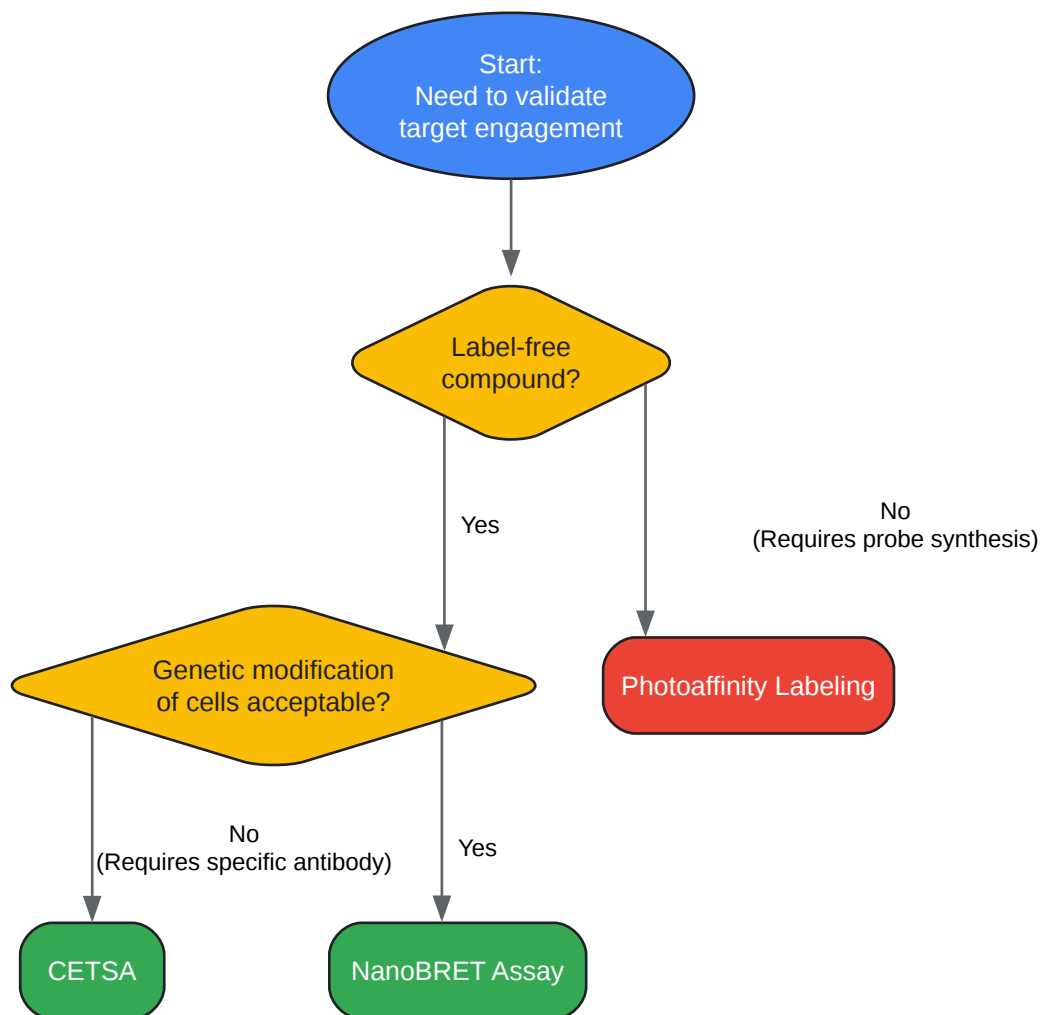 Start:
Need to validate
target engagement
Label-free
compound?
Yes
No
(Requires probe synthesis)
Genetic modification
of cells acceptable?
Photoaffinity Labeling
No
(Requires specific antibody)
Yes
CETSA
NanoBRET Assay